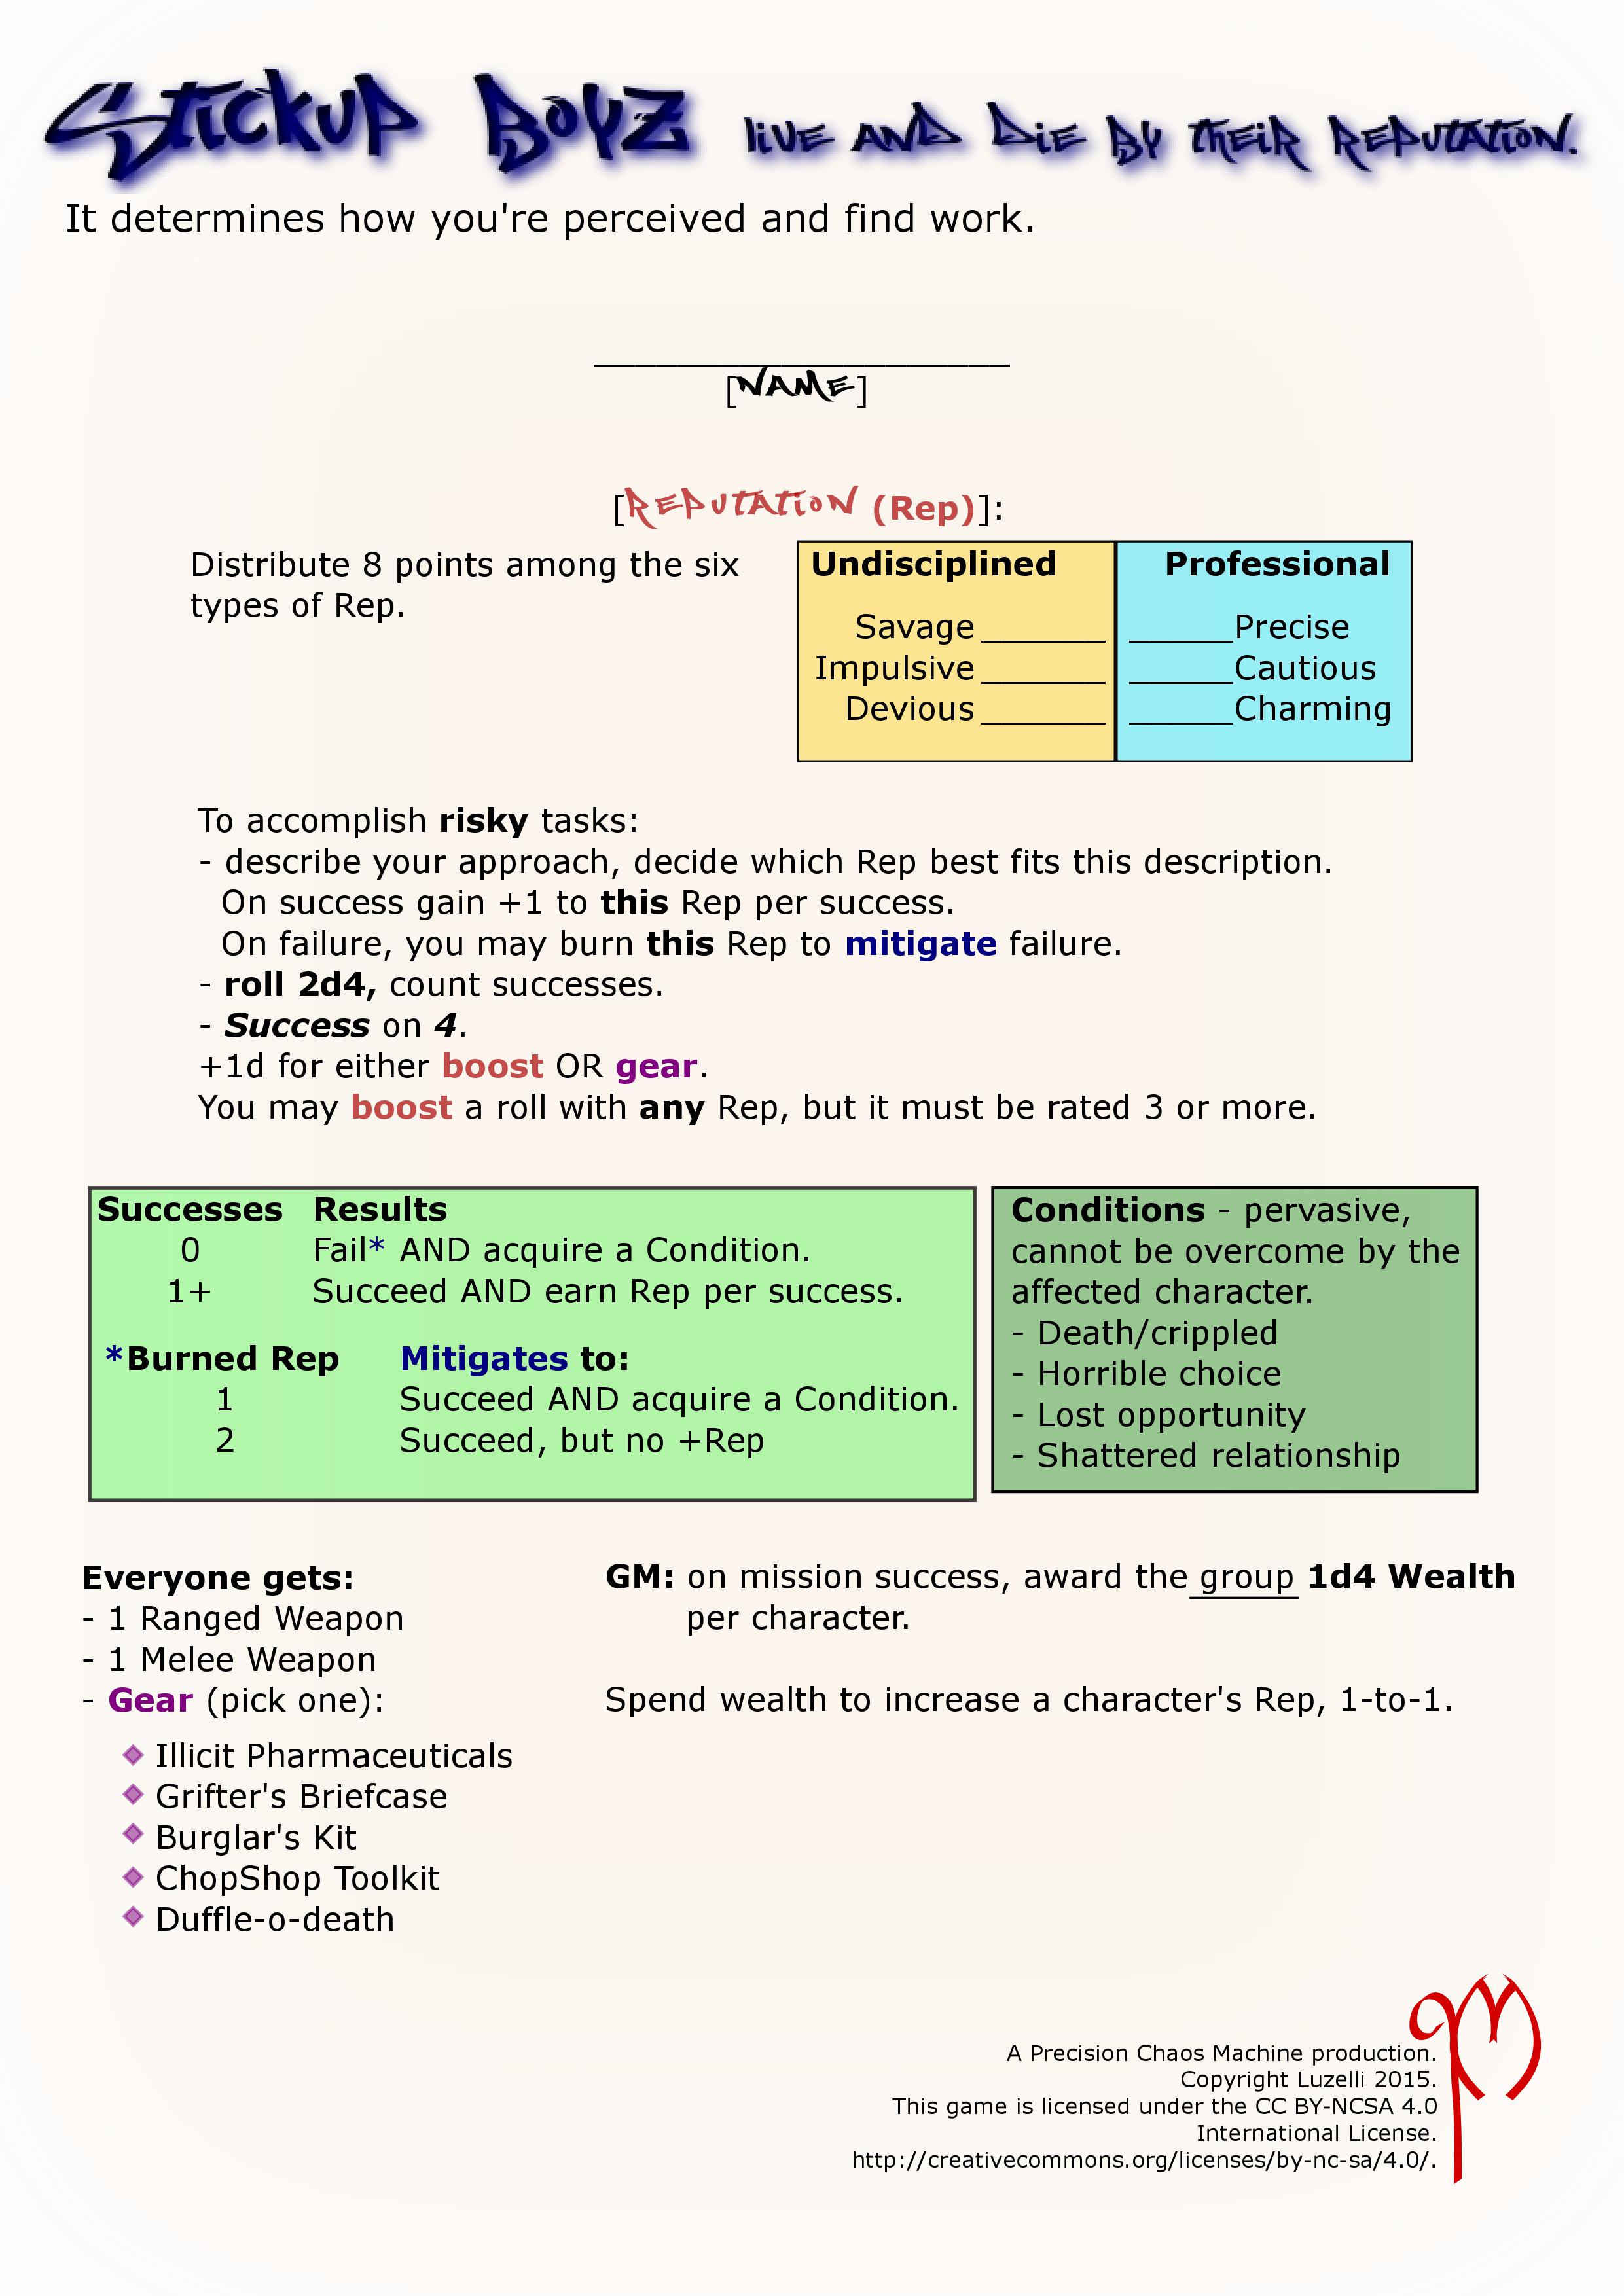 Stickup Boyz live and die by their reputation.
It determines how you're perceived and find work.
____________________
[Name]
[Reputation (Rep)]:
Distribute 8 points among the six
types of Rep.
Undisciplined Professional
Savage ______ ______Precise
Impulsive ______ ______Cautious
Devious ______ ______Charming
To accomplish risky tasks:
- describe your approach, decide which Rep best fits this description.
On success gain +1 to this Rep per success.
On failure, you may burn this Rep to mitigate failure.
- roll 2d4, count successes.
- Success on 4.
+1d for either boost OR gear.
You may boost a roll with any Rep, but it must be rated 3 or more.
Successes Results
0 Fail* AND acquire a Condition.
1+ Succeed AND earn Rep per success.
*Burned Rep Mitigates to:
1 Succeed AND acquire a Condition.
2 Succeed, but no +Rep
Conditions - pervasive,
cannot be overcome by the
affected character.
- Death/crippled
- Horrible choice
- Lost opportunity
- Shattered relationship
Everyone gets:
- 1 Ranged Weapon
- 1 Melee Weapon
- Gear (pick one):
Illicit Pharmaceuticals
Grifter's Briefcase
Burglar's Kit
ChopShop Toolkit
Duffle-o-death
GM: on mission success, award the group 1d4 Wealth
per character.
Spend wealth to increase a character's Rep, 1-to-1.
A Precision Chaos Machine production.
Copyright Luzelli 2015.
This game is licensed under the CC BY-NCSA 4.0
International License.
http://creativecommons.org/licenses/by-nc-sa/4.0/.